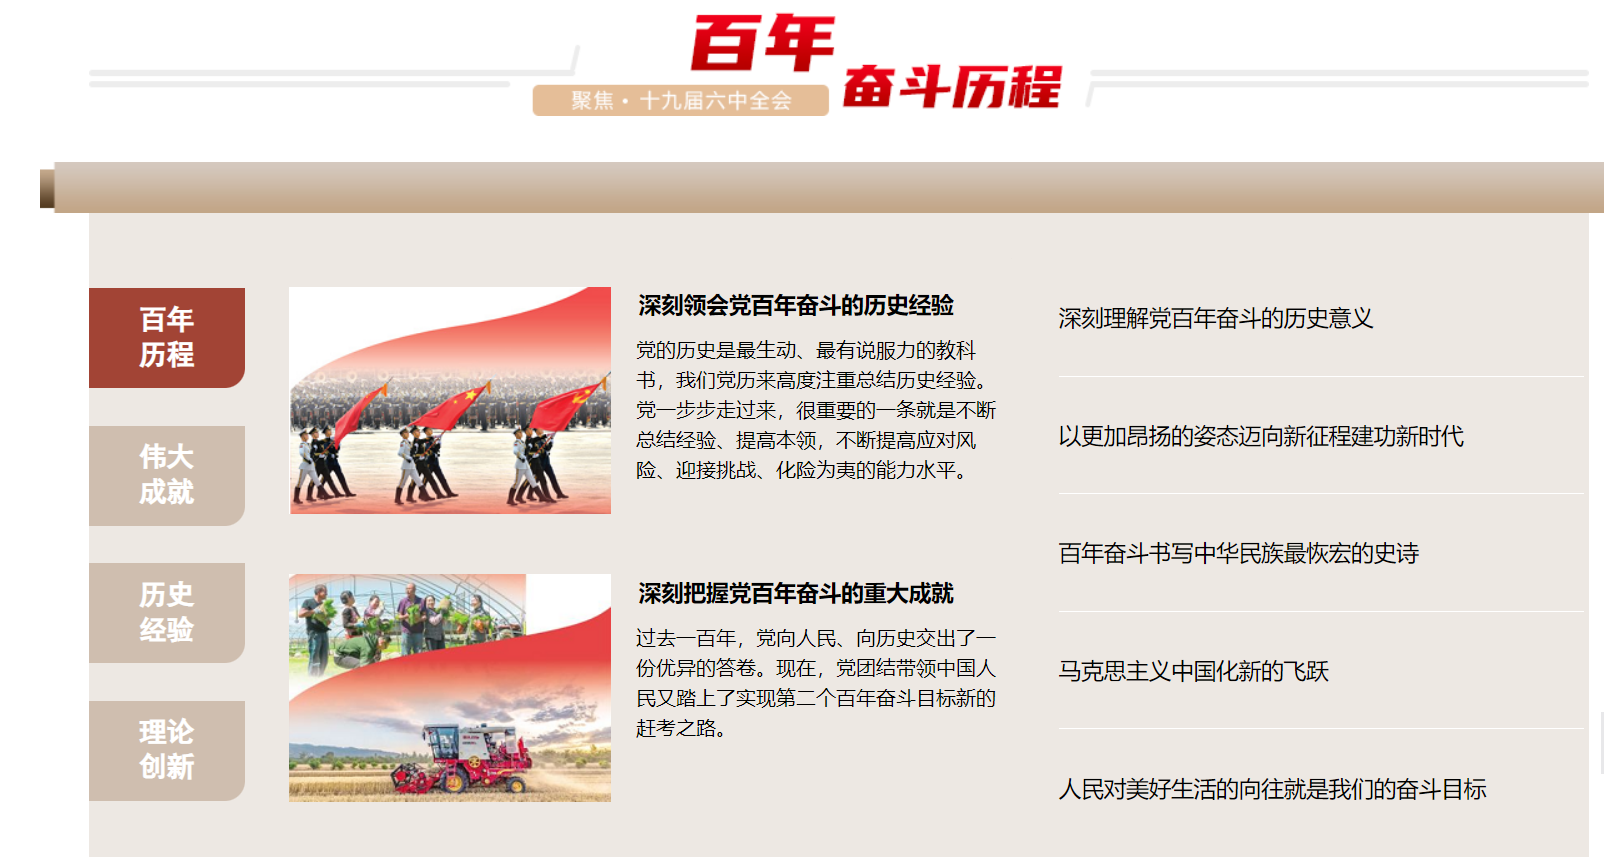 百年
奋斗历程
聚焦·十九届六中全会
百年
历程
伟大
成就
历史
经验
理论
创新
深刻领会党百年奋斗的历史经验
党的历史是最生动、最有说服力的教科
书，我们党历来高度注重总结历史经验。
党一步步走过来，很重要的一条就是不断
总结经验、提高本领，不断提高应对风
险、迎接挑战、化险为夷的能力水平。
深刻把握党百年奋斗的重大成就
过去一百年，党向人民、向历史交出了一
份优异的答卷。现在，党团结带领中国人
民又踏上了实现第二个百年奋斗目标新的
赶考之路。
深刻理解党百年奋斗的历史意义
以更加昂扬的姿态迈向新征程建功新时代
百年奋斗书写中华民族最恢宏的史诗
马克思主义中国化新的飞跃
人民对美好生活的向往就是我们的奋斗目标